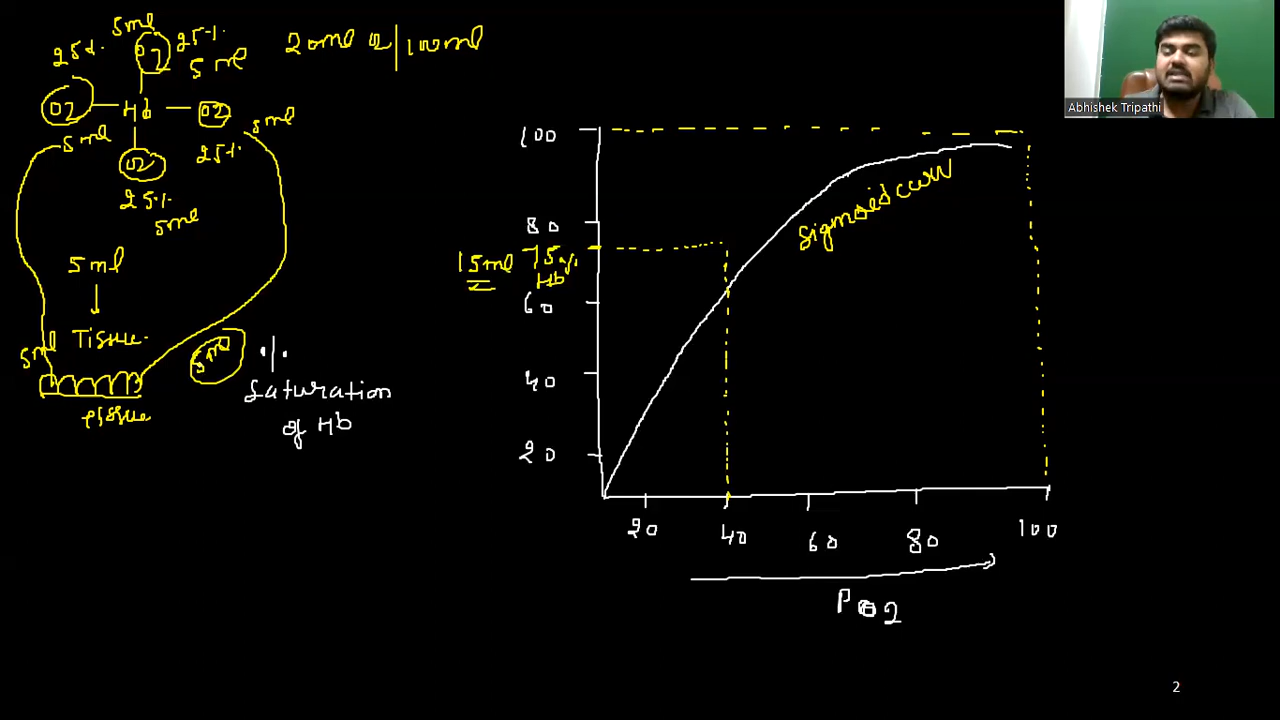 5ml
25%
25%
5ml
20ml O2/100ml
O2
O2
Hb
O2
5ml
5ml
O2
25%
25%
5ml
5ml
Tissue
5ml
5ml
Tissue
%
Saturation
of Hb
100
80
15ml 75%
Hb
60
40
20
Sigmoid curv
20
40
60
80
100
PO2
Abhishek Tripathi
2